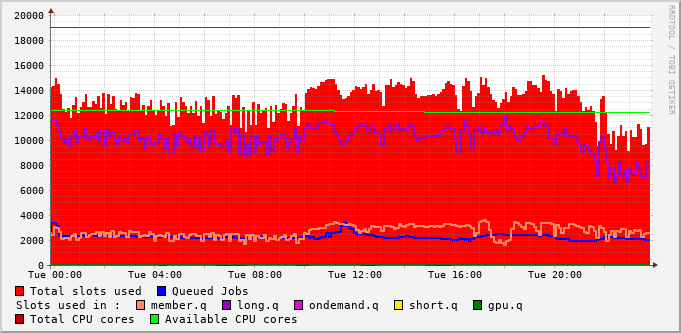 20000
18000
16000
14000
12000
10000
8000
6000
4000
2000
0
Tue 00:00 Tue 04:00 Tue 08:00 Tue 12:00 Tue 16:00 Tue 20:00
Total slots used Queued Jobs
Slots used in : member.q long.q ondemand.q short.q gpu.q
Total CPU cores Available CPU cores
RRDTOOL / TOBI OETIKER